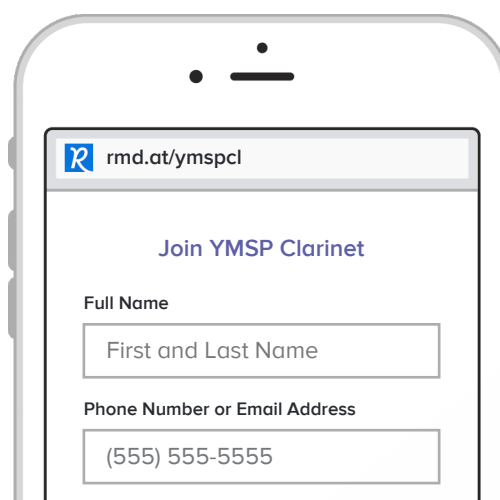 R rmd.at/ymspcl
Join YMSP Clarinet
Full Name
First and Last Name
Phone Number or Email Address
(555) 555-5555